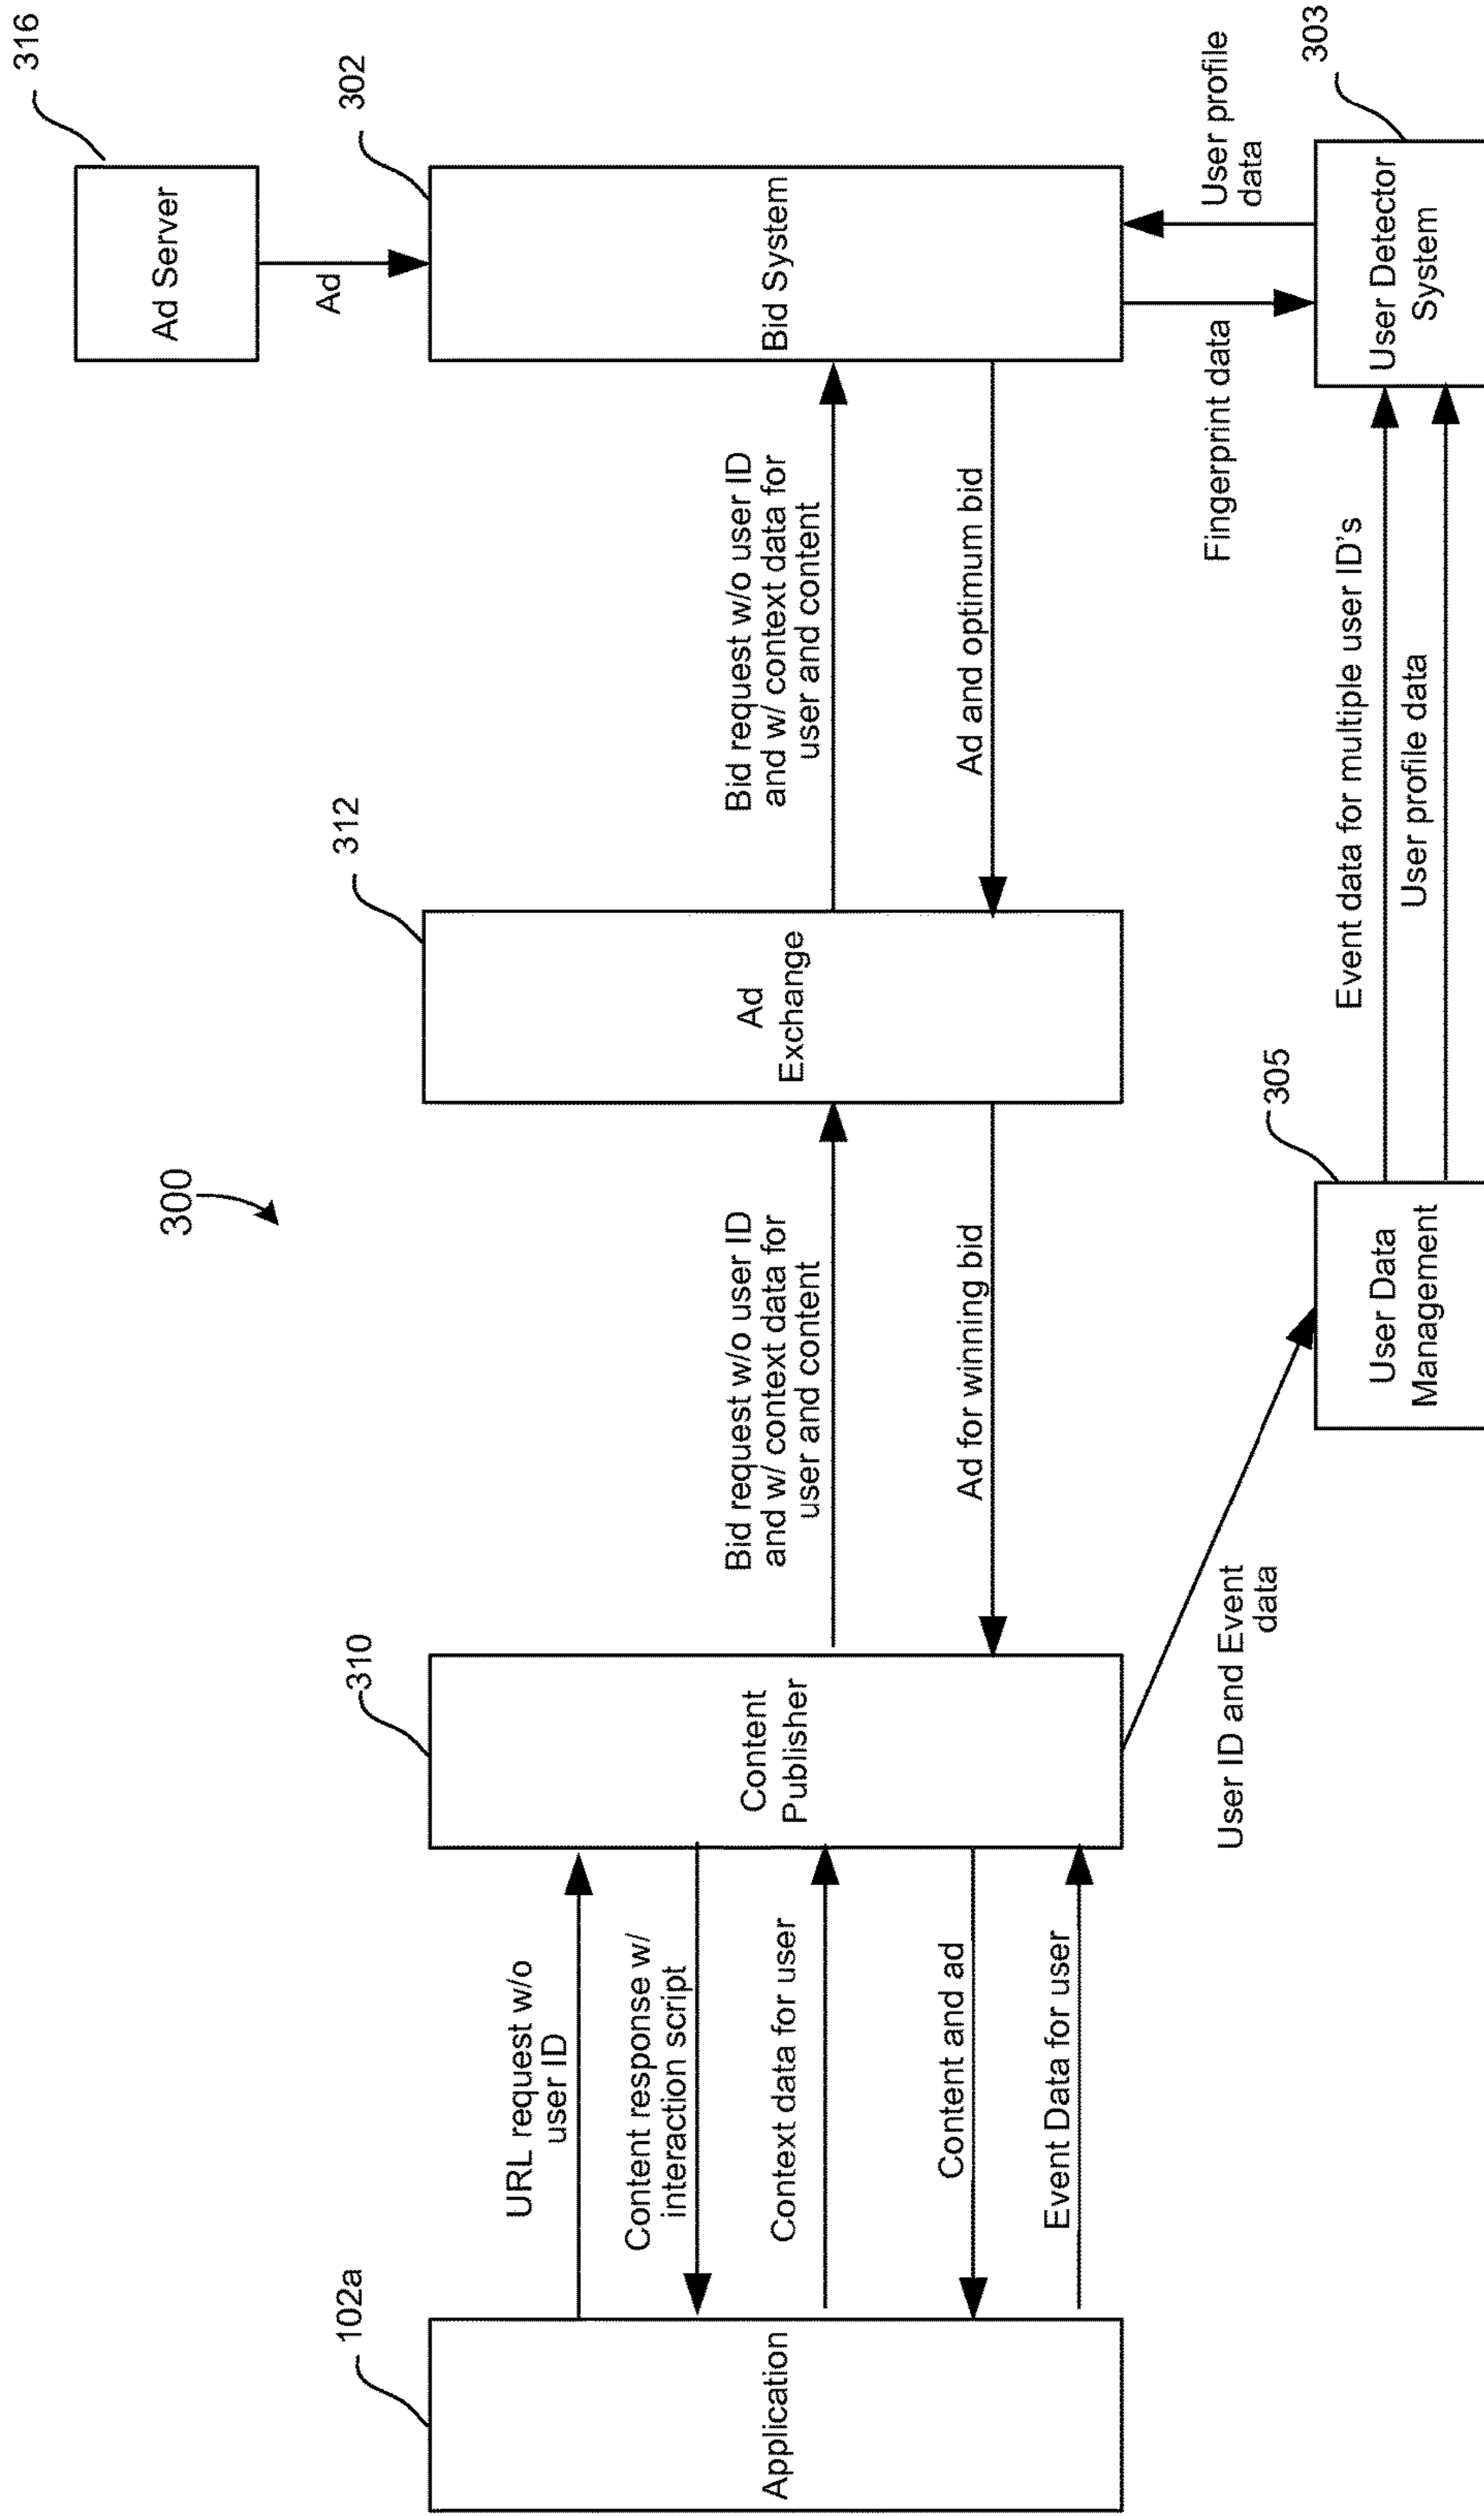 300
316
Ad Server
Ad
102a
Application
URL request w/o
user ID
Content response w/
interaction script
Context data for user
Content and ad
Event Data for user
310
Content
Publisher
Bid request w/o user ID
and w/ context data for
user and content
Ad for winning bid
312
Ad
Exchange
Bid request w/o user ID
and w/ context data for
user and content
Ad and optimum bid
302
Bid System
User ID and Event
data
Fingerprint data
User profile
data
305
User Data
Management
Event data for multiple user ID's
User profile data
303
User Detector
System